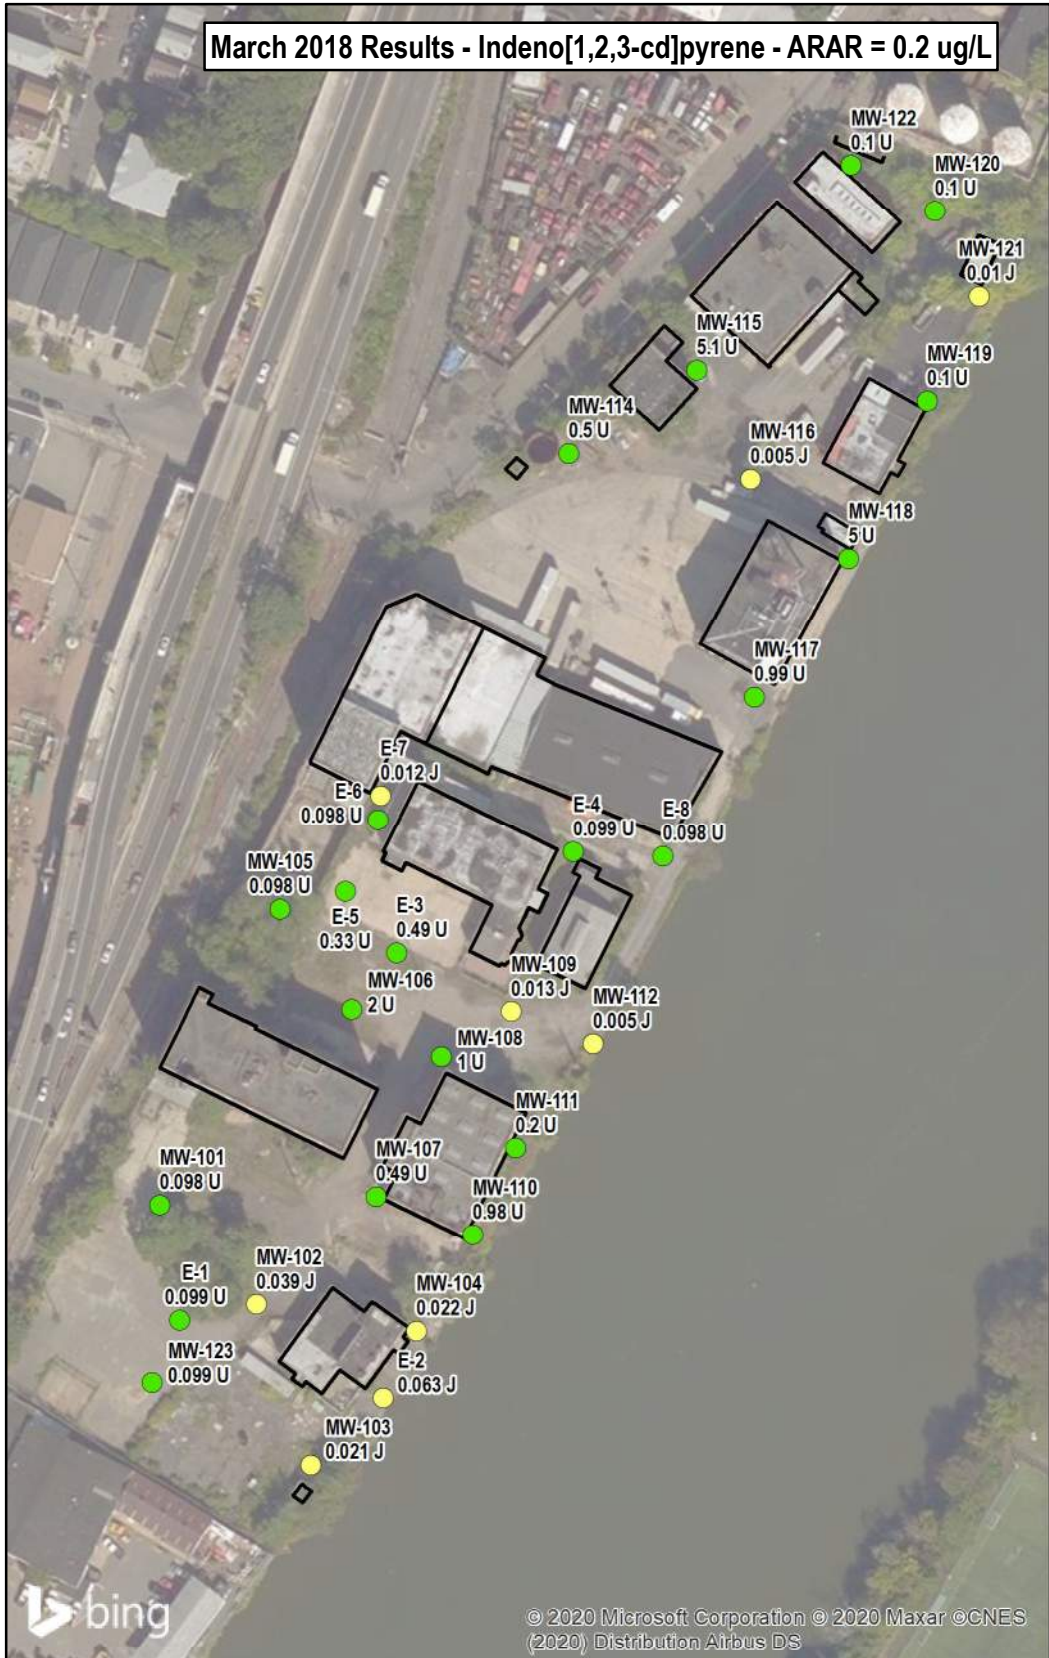 March 2018 Results - Indeno[1,2,3-cd]pyrene - ARAR = 0.2 ug/L
MW-122
0.1 U
MW-120
0.1 U
MW-121
0.01 J
MW-115
5.1 U
MW-119
0.1 U
MW-114
0.5 U
MW-116
0.005 J
MW-118
5 U
MW-117
0.99 U
E-7
0.012 J
E-6
0.098 U
E-4
0.099 U
E-8
0.098 U
MW-105
0.098 U
E-5
0.33 U
E-3
0.49 U
MW-109
0.013 J
MW-106
2 U
MW-112
0.005 J
MW-108
1 U
MW-111
0.2 U
MW-107
0.49 U
MW-101
0.098 U
MW-110
0.98 U
MW-102
0.039 J
E-1
0.099 U
MW-104
0.022 J
MW-123
0.099 U
E-2
0.063 J
MW-103
0.021 J
bing
© 2020 Microsoft Corporation © 2020 Maxar ©CNES
(2020) Distribution Airbus DS